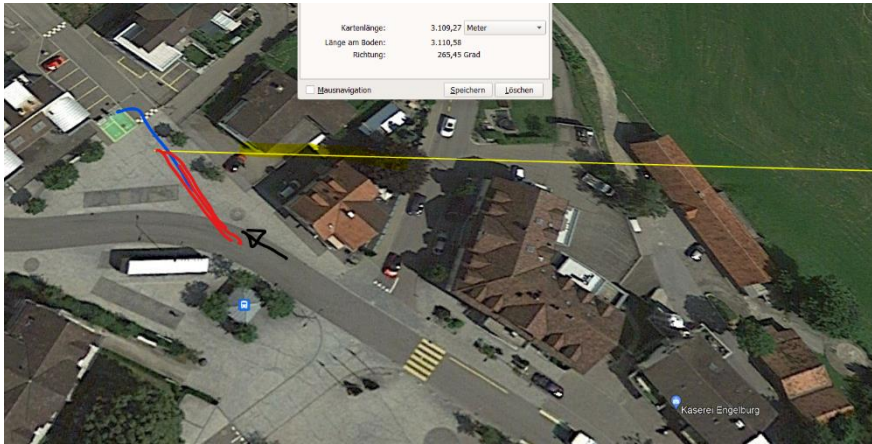 Kartenlänge: 3.109,27 Meter
Länge am Boden: 3.110,58
Richtung: 265,45 Grad
Mausnavigation Speichern Löschen
Kaserei Engelburg